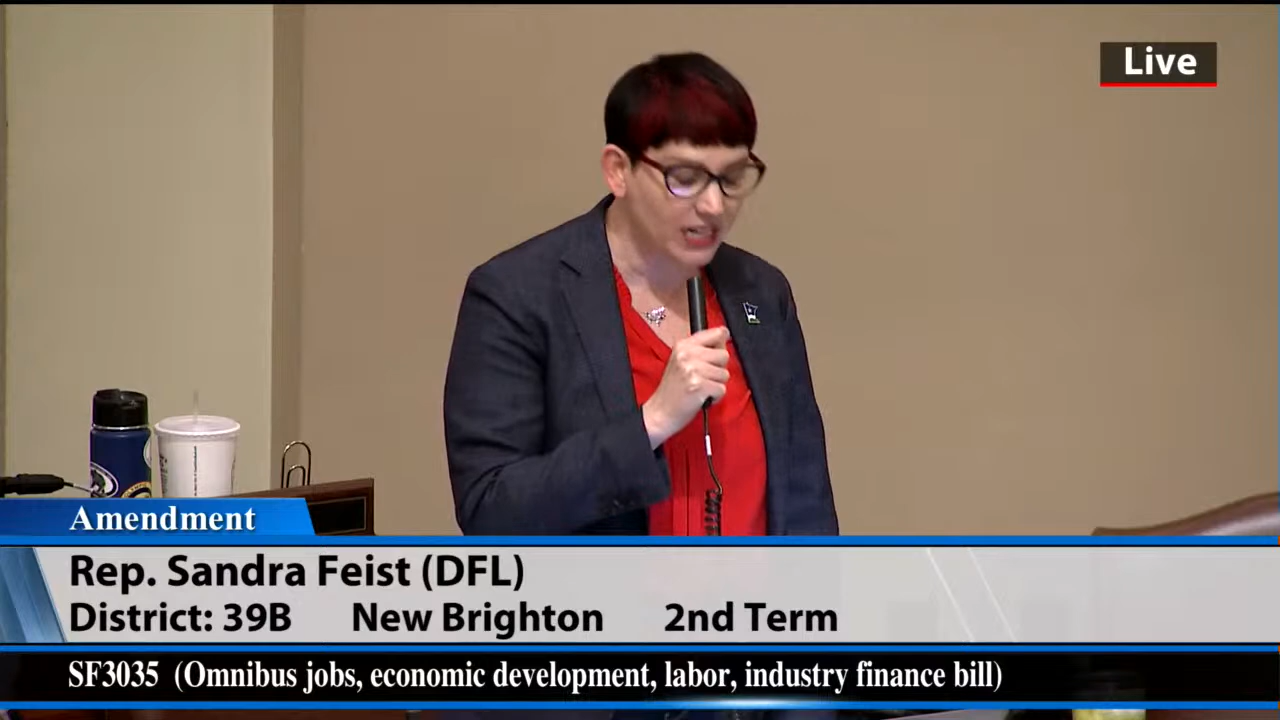 Live
Amendment
Rep. Sandra Feist (DFL)
District: 39B New Brighton 2nd Term
SF3035 (Omnibus jobs, economic development, labor, industry finance bill)